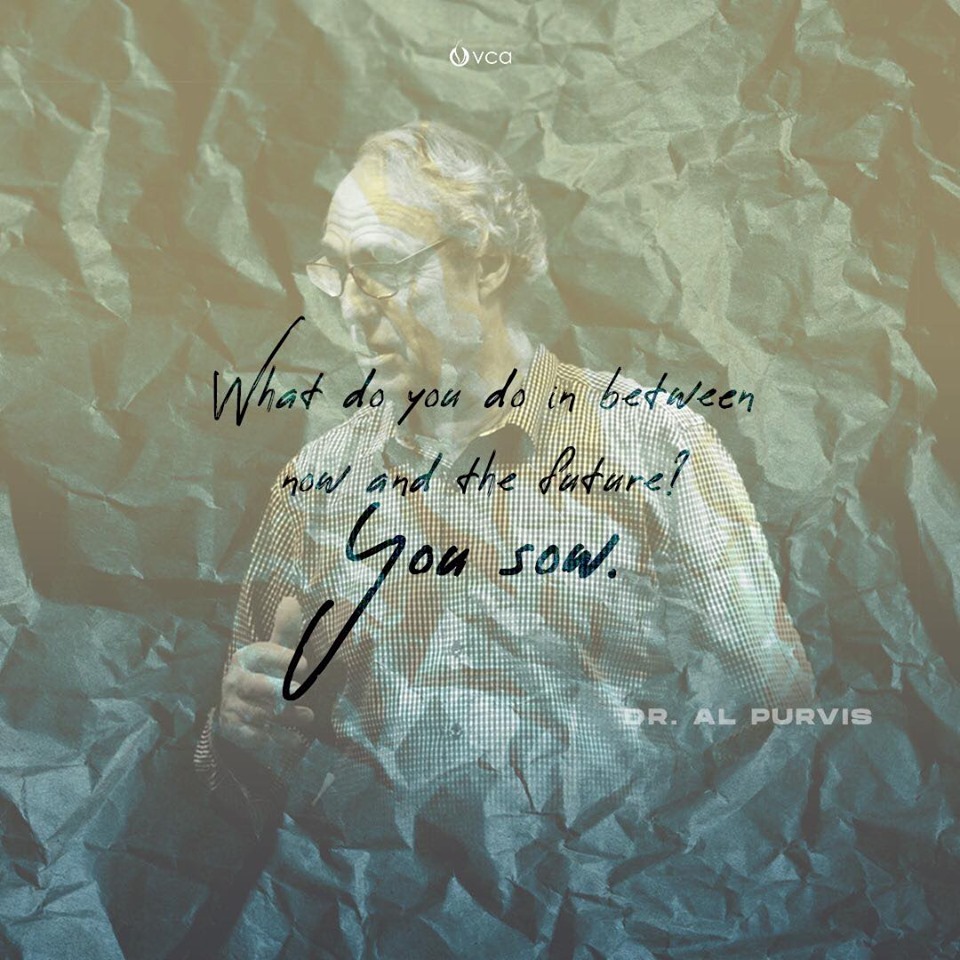 vca
What do you do in between
now and the future?
You sow.
DR. AL PURVIS